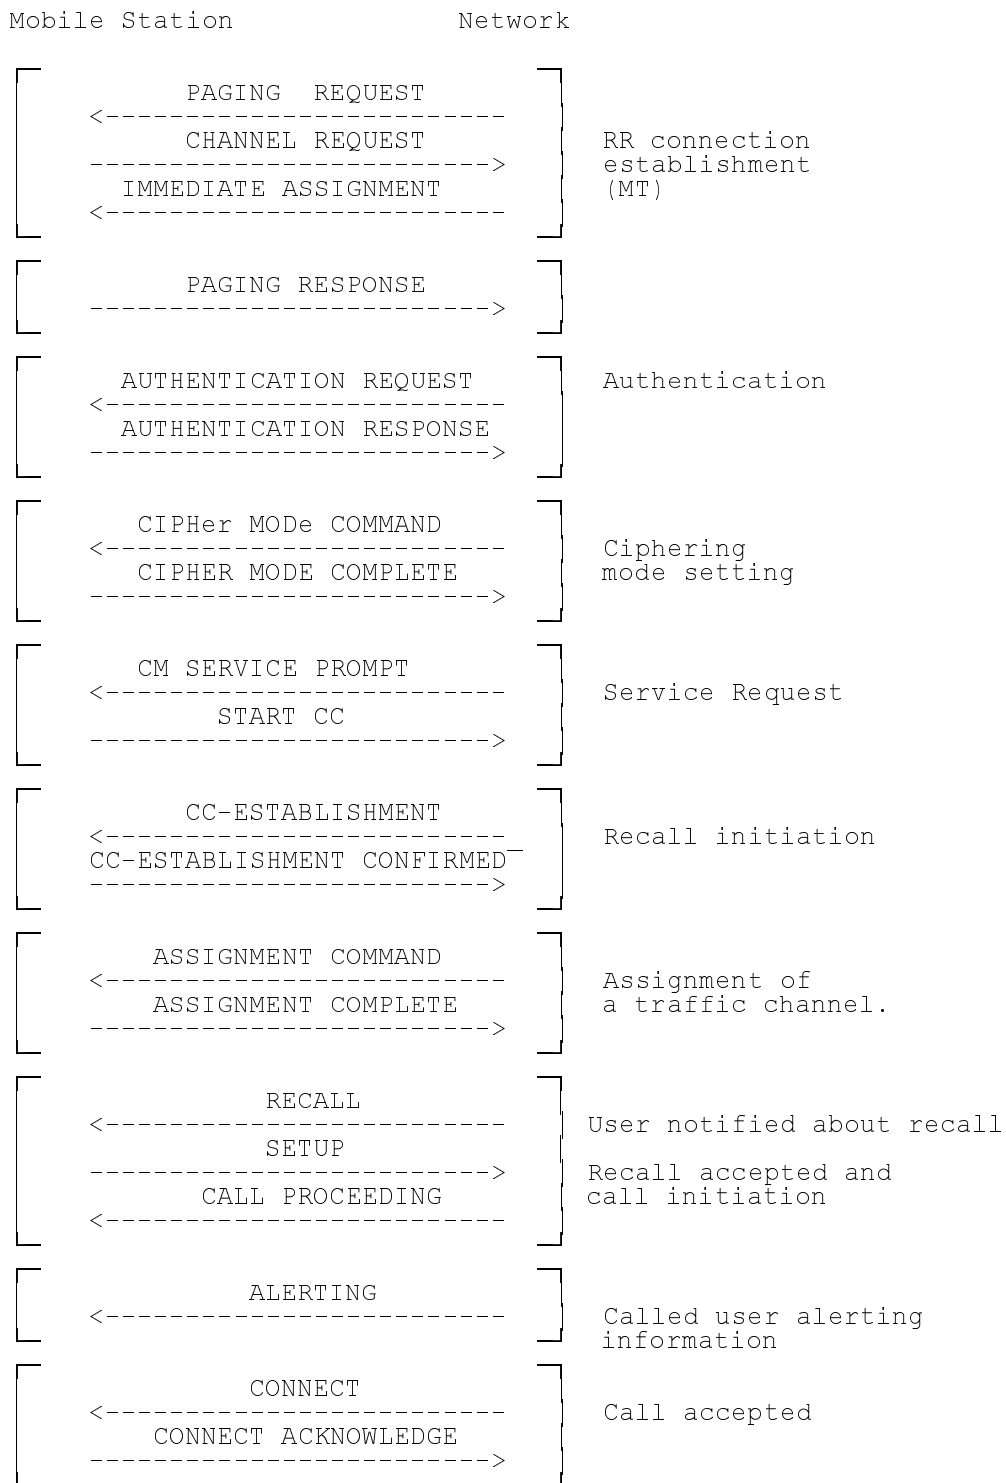 Mobile Station Network
PAGING REQUEST
<-------------------------
CHANNEL REQUEST RR connection
-------------------------> establishment
IMMEDIATE ASSIGNMENT (MT)
<-------------------------
PAGING RESPONSE
------------------------->
AUTHENTICATION REQUEST Authentication
<-------------------------
AUTHENTICATION RESPONSE
------------------------->
CIPHer MODe COMMAND
<------------------------- Ciphering
CIPHER MODE COMPLETE mode setting
------------------------->
CM SERVICE PROMPT
<------------------------- Service Request
START CC
------------------------->
CC-ESTABLISHMENT
<------------------------- Recall initiation
CC-ESTABLISHMENT CONFIRMED
------------------------->
ASSIGNMENT COMMAND
<------------------------- Assignment of
ASSIGNMENT COMPLETE a traffic channel.
------------------------->
RECALL
<------------------------- User notified about recall
SETUP
-------------------------> Recall accepted and
CALL PROCEEDING call initiation
<-------------------------
ALERTING
<------------------------- Called user alerting
information
CONNECT
<------------------------- Call accepted
CONNECT ACKNOWLEDGE
------------------------->